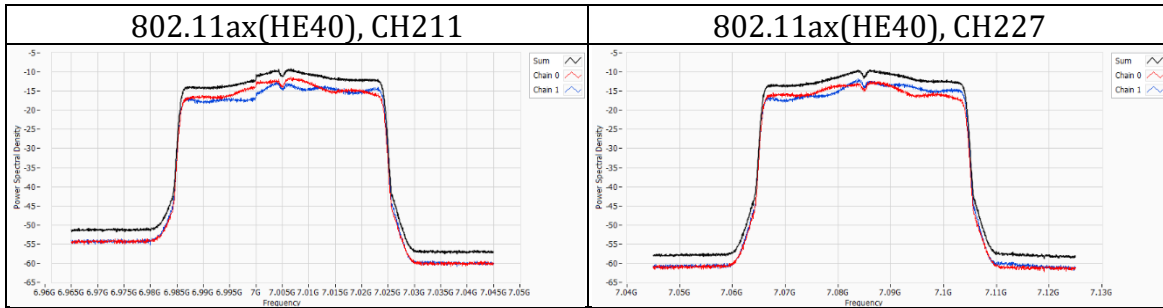 802.11ax(HE40), CH211
802.11ax(HE40), CH227
-5-
-10-
-15-
-20-
-25-
-30-
-35-
-40-
-45-
-50-
-55-
-60-
-65-
Power Spectral Density
6.96G 6.965G 6.97G 6.975G 6.98G 6.985G 6.99G 6.995G 7G 7.005G 7.01G 7.015G 7.02G 7.025G 7.03G 7.035G 7.04G 7.045G 7.05G
Frequency
Sum
Chain 0
Chain 1
-5-
-10-
-15-
-20-
-25-
-30-
-35-
-40-
-45-
-50-
-55-
-60-
-65-
Power Spectral Density
7.04G 7.05G 7.06G 7.07G 7.08G 7.09G 7.1G 7.11G 7.12G 7.13G
Frequency
Sum
Chain 0
Chain 1